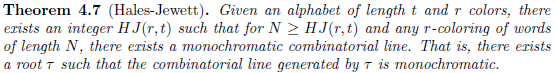 Theorem 4.7 (Hales-Jewett). Given an alphabet of length t and r colors, there
exists an integer HJ(r, t) such that for N ≥ HJ(r, t) and any r-coloring of words
of length N, there exists a monochromatic combinatorial line. That is, there exists
a root τ such that the combinatorial line generated by τ is monochromatic.